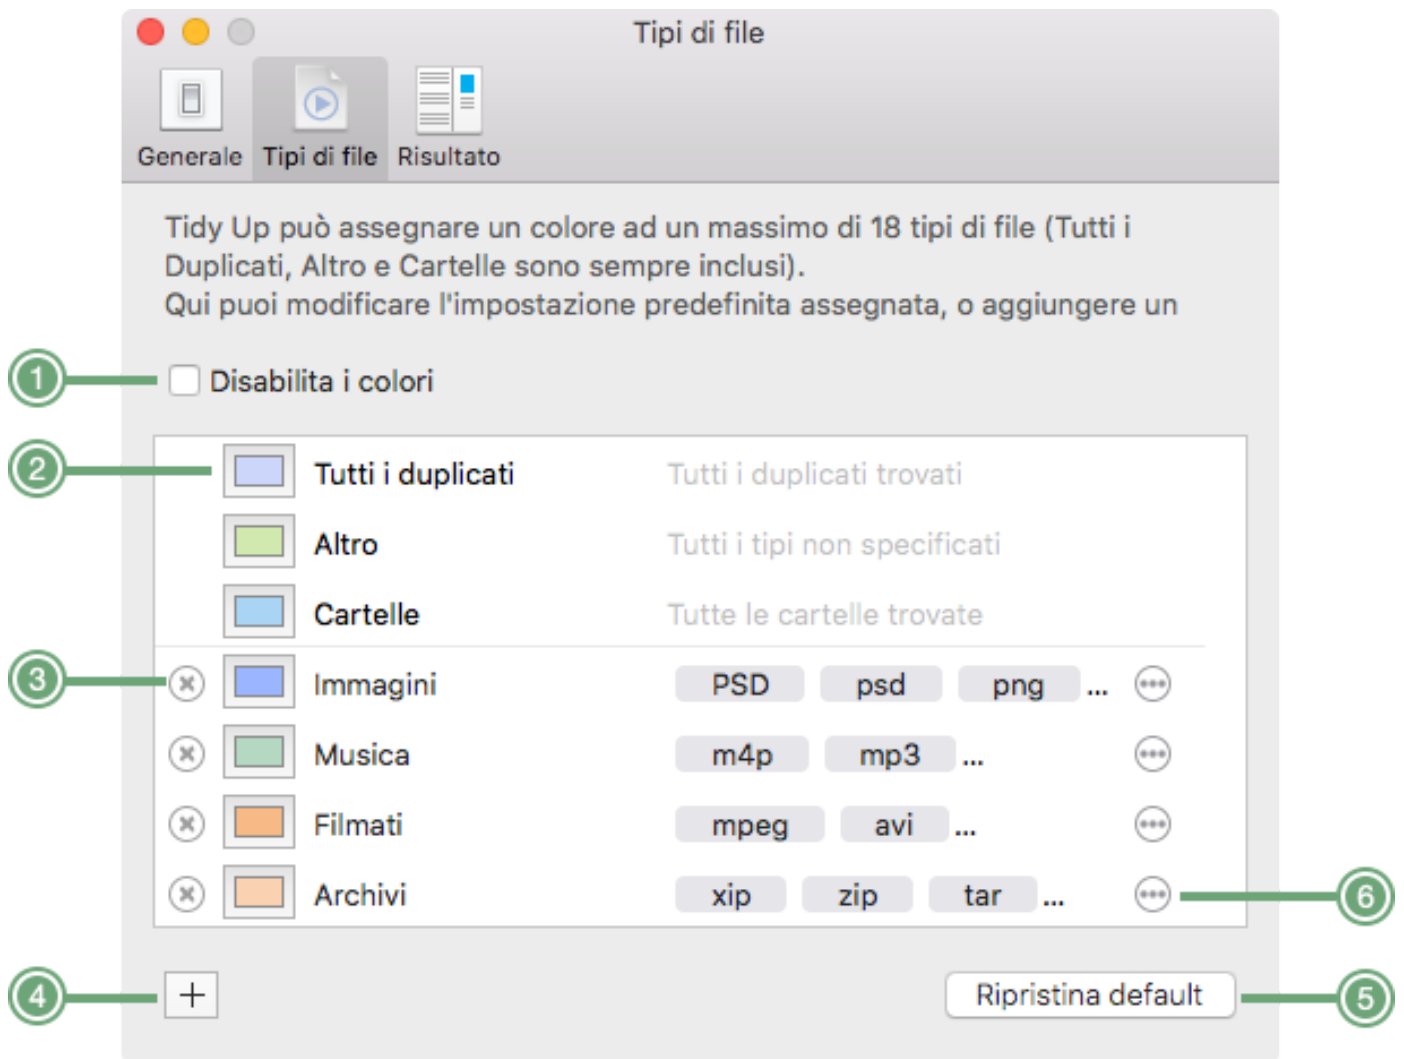 Tipi di file
Generale Tipi di file Risultato
Tidy Up può assegnare un colore ad un massimo di 18 tipi di file (Tutti i
Duplicati, Altro e Cartelle sono sempre inclusi).
Qui puoi modificare l'impostazione predefinita assegnata, o aggiungere un
1 Disabilita i colori
2 Tutti i duplicati Tutti i duplicati trovati
Altro Tutti i tipi non specificati
Cartelle Tutte le cartelle trovate
3 Immagini PSD psd png ...
Musica m4p mp3 ...
Filmati mpeg avi ...
Archivi xip zip tar ... 6
4 + Ripristina default 5